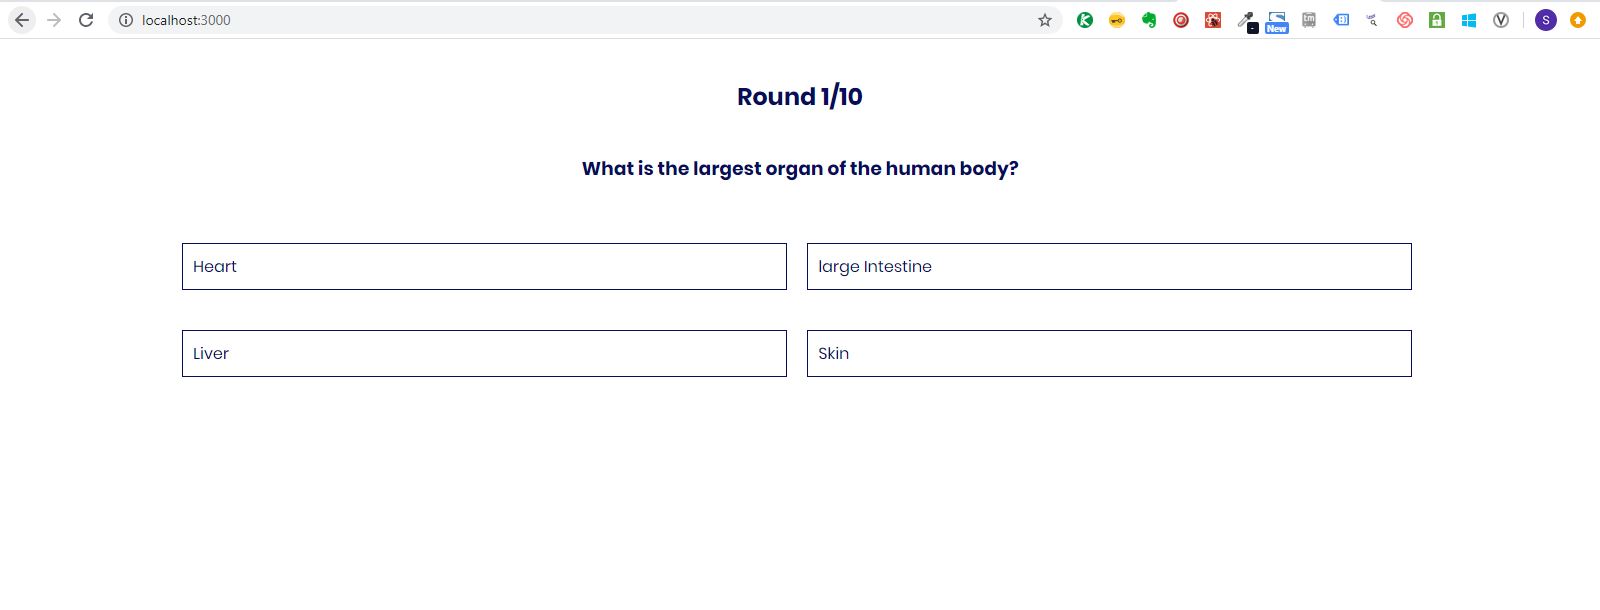 localhost:3000
tm
New
S
Round 1/10
What is the largest organ of the human body?
Heart
large Intestine
Liver
Skin